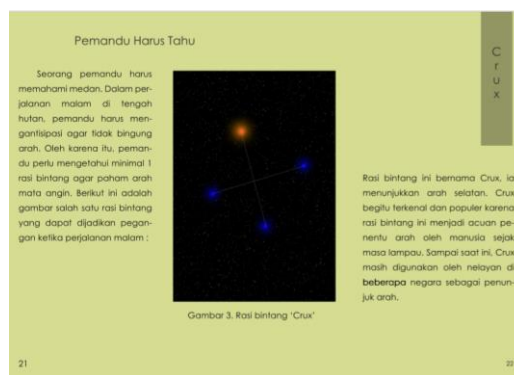 Pemandu Harus Tahu
Seorang pemandu harus
memahami medan. Dalam per-
jalanan malam di tengah
hutan, pemandu harus men-
gantisipasi agar tidak bingung
arah. Oleh karena itu, peman-
du perlu mengetahui minimal 1
rasi bintang agar paham arah
mata angin. Berikut ini adalah
gambar salah satu rasi bintang
yang dapat dijadikan pegan-
gan ketika perjalanan malam :
Gambar 3. Rasi bintang 'Crux'
21
C
r
u
x
Rasi bintang ini bernama Crux, ia
menunjukkan arah selatan. Crux
begitu terkenal dan populer karena
rasi bintang ini menjadi acuan pe-
nentu arah oleh manusia sejak
masa lampau. Sampai saat ini, Crux
masih digunakan oleh nelayan di
beberapa negara sebagai penun-
juk arah.
22